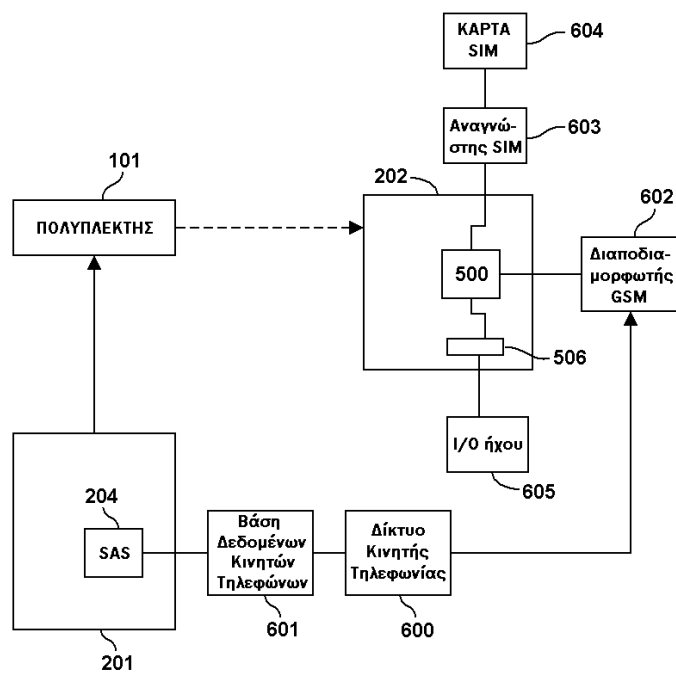 ΚΑΡΤΑ
SIM
604
Αναγνώ-
στης SIM
603
101
202
602
ΠΟΛΥΠΛΕΚΤΗΣ
500
Διαποδια-
μορφωτής
GSM
506
I/O ήχου
605
204
SAS
Βάση
Δεδομένων
Κινητών
Τηλεφώνων
Δίκτυο
Κινητής
Τηλεφωνίας
601
600
201